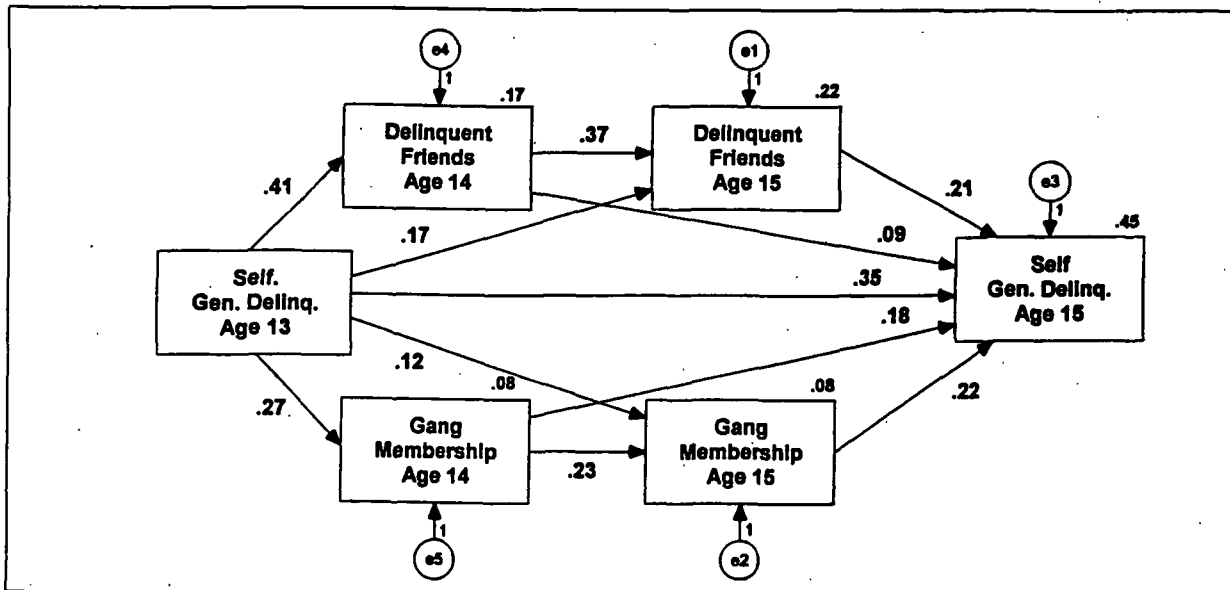 e4
1
.17
Delinquent
Friends
Age 14
e1
1
.22
Delinquent
Friends
Age 15
.37
.41
.17
.21
.09
e3
1
.45
Self
Gen. Delinq.
Age 15
Self.
Gen. Delinq.
Age 13
.35
.18
.12
.27
.08
Gang
Membership
Age 14
.23
.08
Gang
Membership
Age 15
.22
1
e5
1
e2